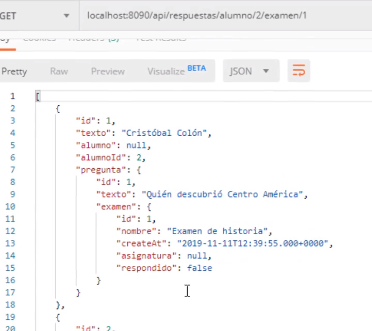 GET localhost:8090/api/respuestas/alumno/2/examen/1
Pretty Raw Preview Visualize BETA JSON
1 [
2 {
3 "id": 1,
4 "texto": "Cristóbal Colón",
5 "alumno": null,
6 "alumnoId": 2,
7 "pregunta": {
8 "id": 1,
9 "texto": "Quién descubrió Centro América",
10 "examen": {
11 "id": 1,
12 "nombre": "Examen de historia",
13 "createAt": "2019-11-11T12:39:55.000+0000",
14 "asignatura": null,
15 "respondido": false
16 }
17 }
18 },
19 {
20 "id": 2,